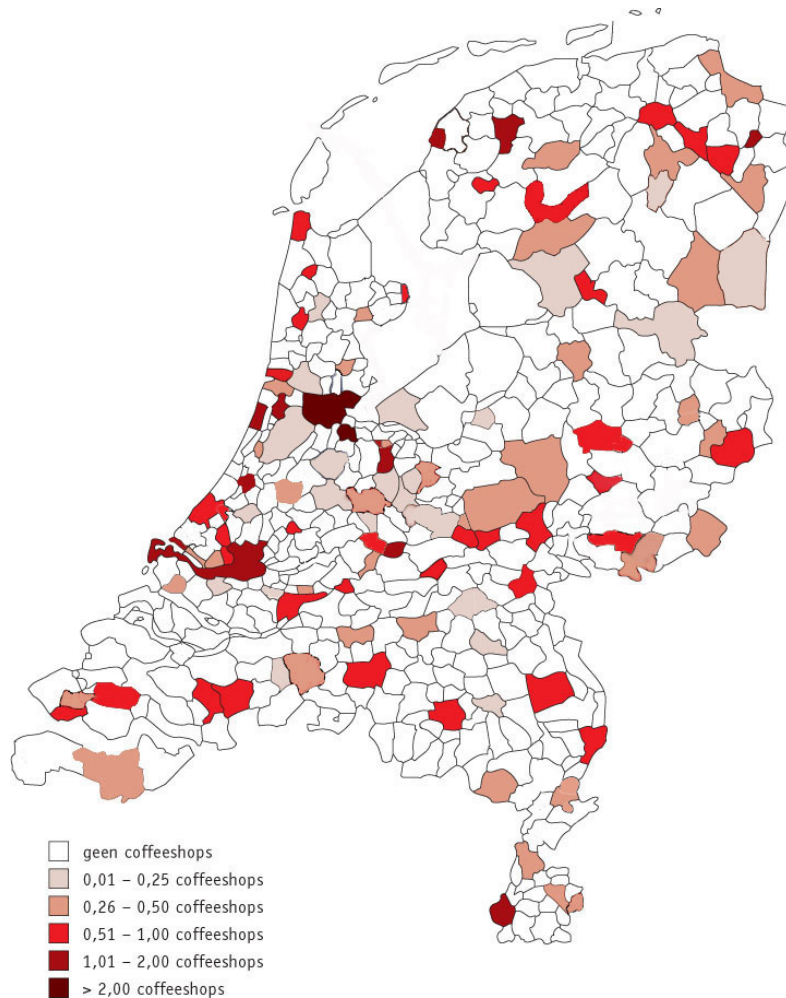 geen coffeeshops
0,01 – 0,25 coffeeshops
0,26 – 0,50 coffeeshops
0,51 – 1,00 coffeeshops
1,01 – 2,00 coffeeshops
> 2,00 coffeeshops